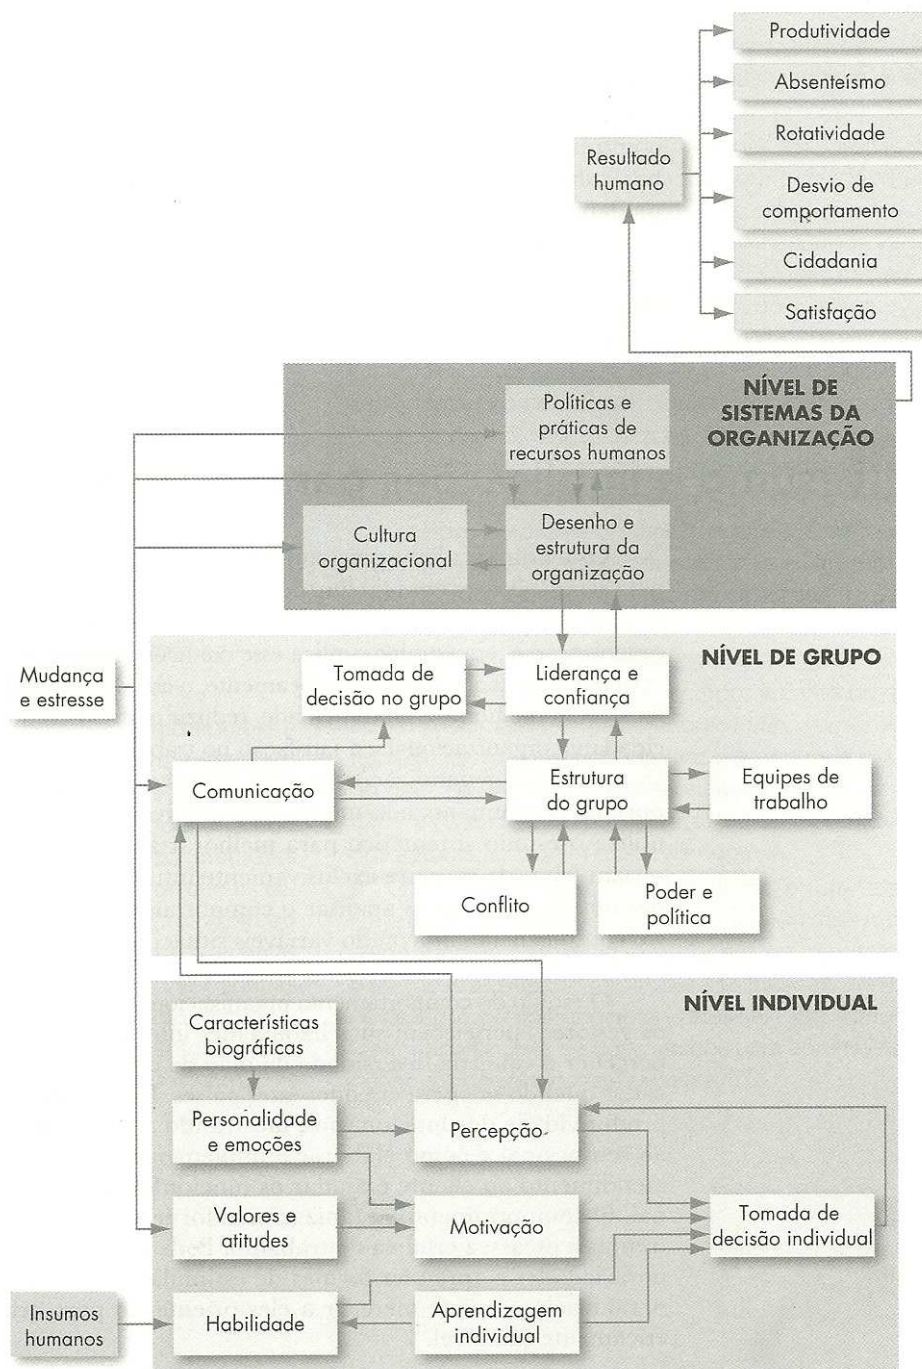 Produtividade
Absenteísmo
Rotatividade
Resultado
humano
Desvio de
comportamento
Cidadania
Satisfação
NÍVEL DE
SISTEMAS DA
ORGANIZAÇÃO
Políticas e
práticas de
recursos humanos
Cultura
organizacional
Desenho e
estrutura da
organização
NÍVEL DE GRUPO
Mudança
e estresse
Tomada de
decisão no grupo
Liderança e
confiança
Comunicação
Estrutura
do grupo
Equipes de
trabalho
Conflito
Poder e
política
NÍVEL INDIVIDUAL
Características
biográficas
Personalidade
e emoções
Percepção
Valores e
atitudes
Motivação
Tomada de
decisão individual
Insumos
humanos
Habilidade
Aprendizagem
individual